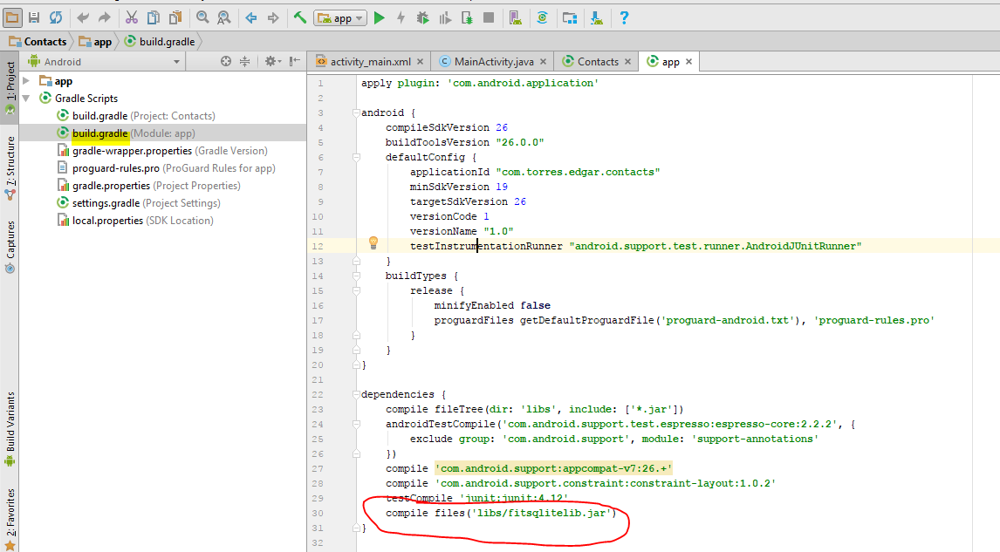 app
Contacts
app
build.gradle
Android
activity_main.xml
MainActivity.java
Contacts
app
1: Project
7: Structure
Captures
Build Variants
2: Favorites
app
Gradle Scripts
build.gradle (Project: Contacts)
build.gradle (Module: app)
gradle-wrapper.properties (Gradle Version)
proguard-rules.pro (ProGuard Rules for app)
gradle.properties (Project Properties)
settings.gradle (Project Settings)
local.properties (SDK Location)
1 apply plugin: 'com.android.application'
2
3 android {
4 compileSdkVersion 26
5 buildToolsVersion "26.0.0"
6 defaultConfig {
7 applicationId "com.torres.edgar.contacts"
8 minSdkVersion 19
9 targetSdkVersion 26
10 versionCode 1
11 versionName "1.0"
12 testInstrumentationRunner "android.support.test.runner.AndroidJUnitRunner"
13 }
14 buildTypes {
15 release {
16 minifyEnabled false
17 proguardFiles getDefaultProguardFile('proguard-android.txt'), 'proguard-rules.pro'
18 }
19 }
20 }
21
22 dependencies {
23 compile fileTree(dir: 'libs', include: ['*.jar'])
24 androidTestCompile('com.android.support.test.espresso:espresso-core:2.2.2', {
25 exclude group: 'com.android.support', module: 'support-annotations'
26 })
27 compile 'com.android.support:appcompat-v7:26.+'
28 compile 'com.android.support.constraint:constraint-layout:1.0.2'
29 testCompile 'junit:junit:4.12'
30 compile files('libs/fitsqlitelib.jar')
31 }
32